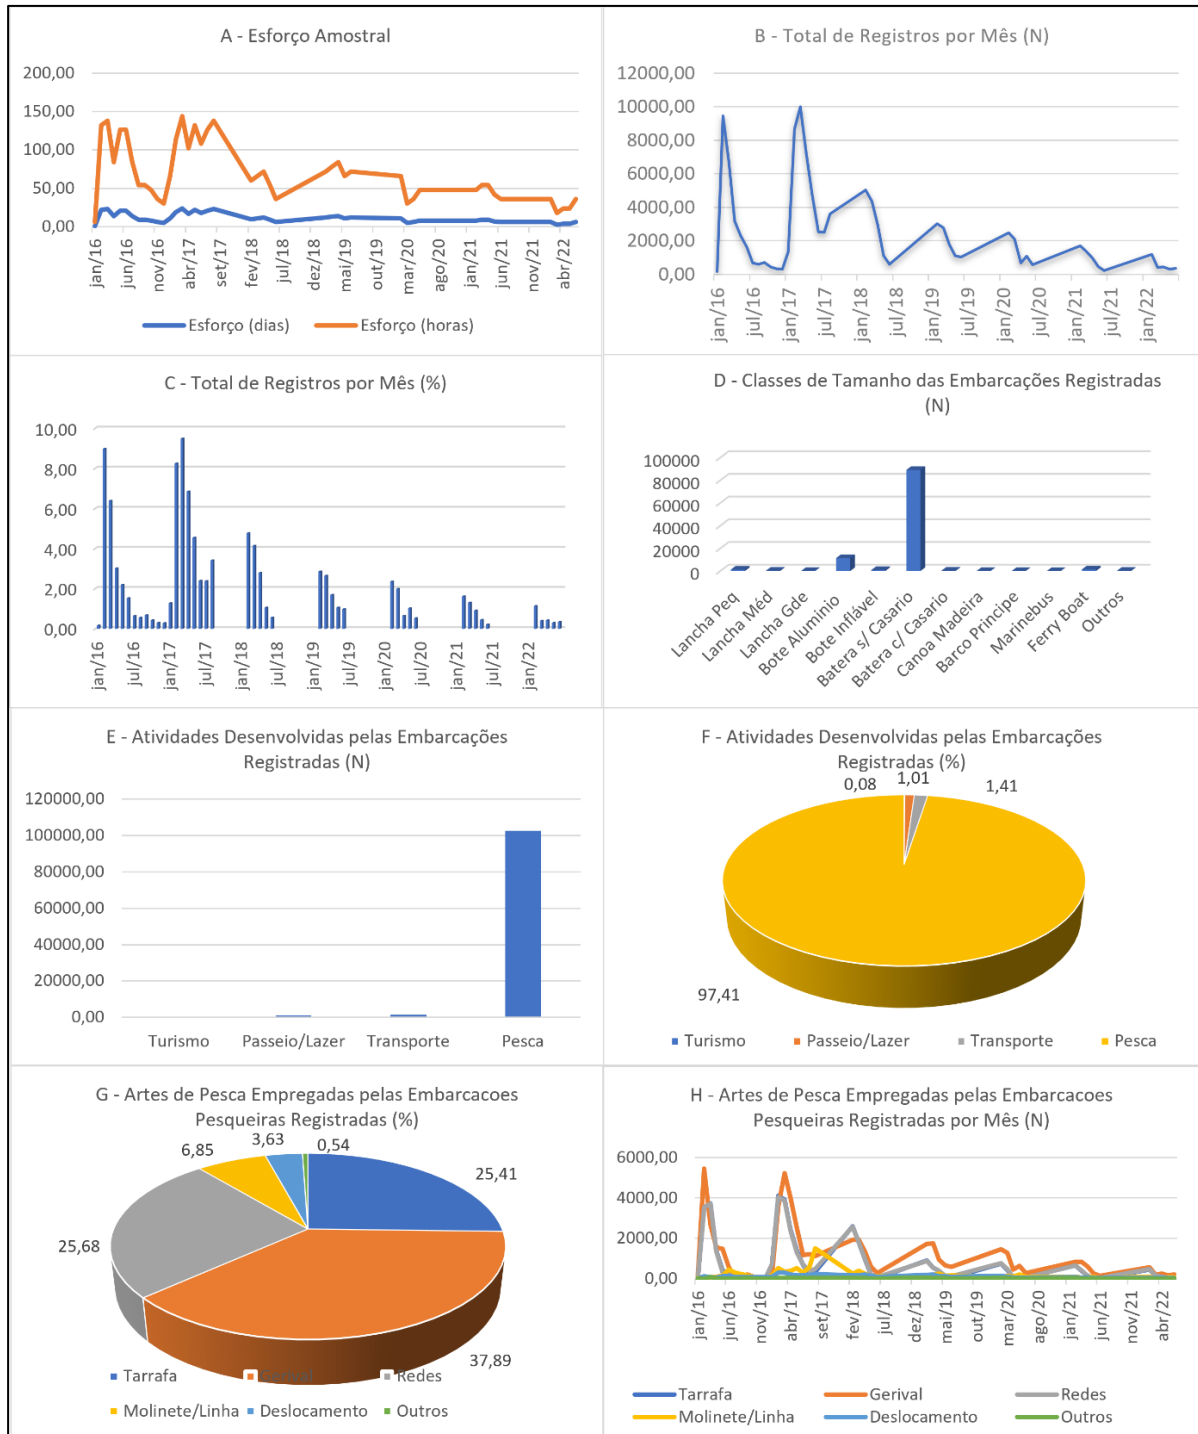 A - Esforço Amostral
200,00
150,00
100,00
50,00
0,00
jan/16
jun/16
nov/16
abr/17
set/17
fev/18
jul/18
dez/18
mai/19
out/19
mar/20
ago/20
jan/21
jun/21
nov/21
abr/22
Esforço (dias) Esforço (horas)
B - Total de Registros por Mês (N)
12000,00
10000,00
8000,00
6000,00
4000,00
2000,00
0,00
jan/16
jul/16
jan/17
jul/17
jan/18
jul/18
jan/19
jul/19
jan/20
jul/20
jan/21
jul/21
jan/22
C - Total de Registros por Mês (%)
10,00
8,00
6,00
4,00
2,00
0,00
jan/16
jul/16
jan/17
jul/17
jan/18
jul/18
jan/19
jul/19
jan/20
jul/20
jan/21
jul/21
jan/22
D - Classes de Tamanho das Embarcações Registradas
(N)
100000
80000
60000
40000
20000
0
Lancha Peq
Lancha Méd
Lancha Gde
Bote Aluminio
Bote Inflável
Batera s/ Casario
Batera c/ Casario
Canoa Madeira
Barco Principe
Marinebus
Ferry Boat
Outros
E - Atividades Desenvolvidas pelas Embarcações
Registradas (N)
120000,00
100000,00
80000,00
60000,00
40000,00
20000,00
0,00
Turismo Passeio/Lazer Transporte Pesca
F - Atividades Desenvolvidas pelas Embarcações
Registradas (%)
0,08 1,01 1,41
97,41
Turismo Passeio/Lazer Transporte Pesca
G - Artes de Pesca Empregadas pelas Embarcacoes
Pesqueiras Registradas (%)
6,85 3,63 0,54
25,41
25,68
37,89
Tarrafa Gerival Redes
Molinete/Linha Deslocamento Outros
H - Artes de Pesca Empregadas pelas Embarcacoes
Pesqueiras Registradas por Mês (N)
6000,00
4000,00
2000,00
0,00
jan/16
jun/16
nov/16
abr/17
set/17
fev/18
jul/18
dez/18
mai/19
out/19
mar/20
ago/20
jan/21
jun/21
nov/21
abr/22
Tarrafa Gerival Redes
Molinete/Linha Deslocamento Outros